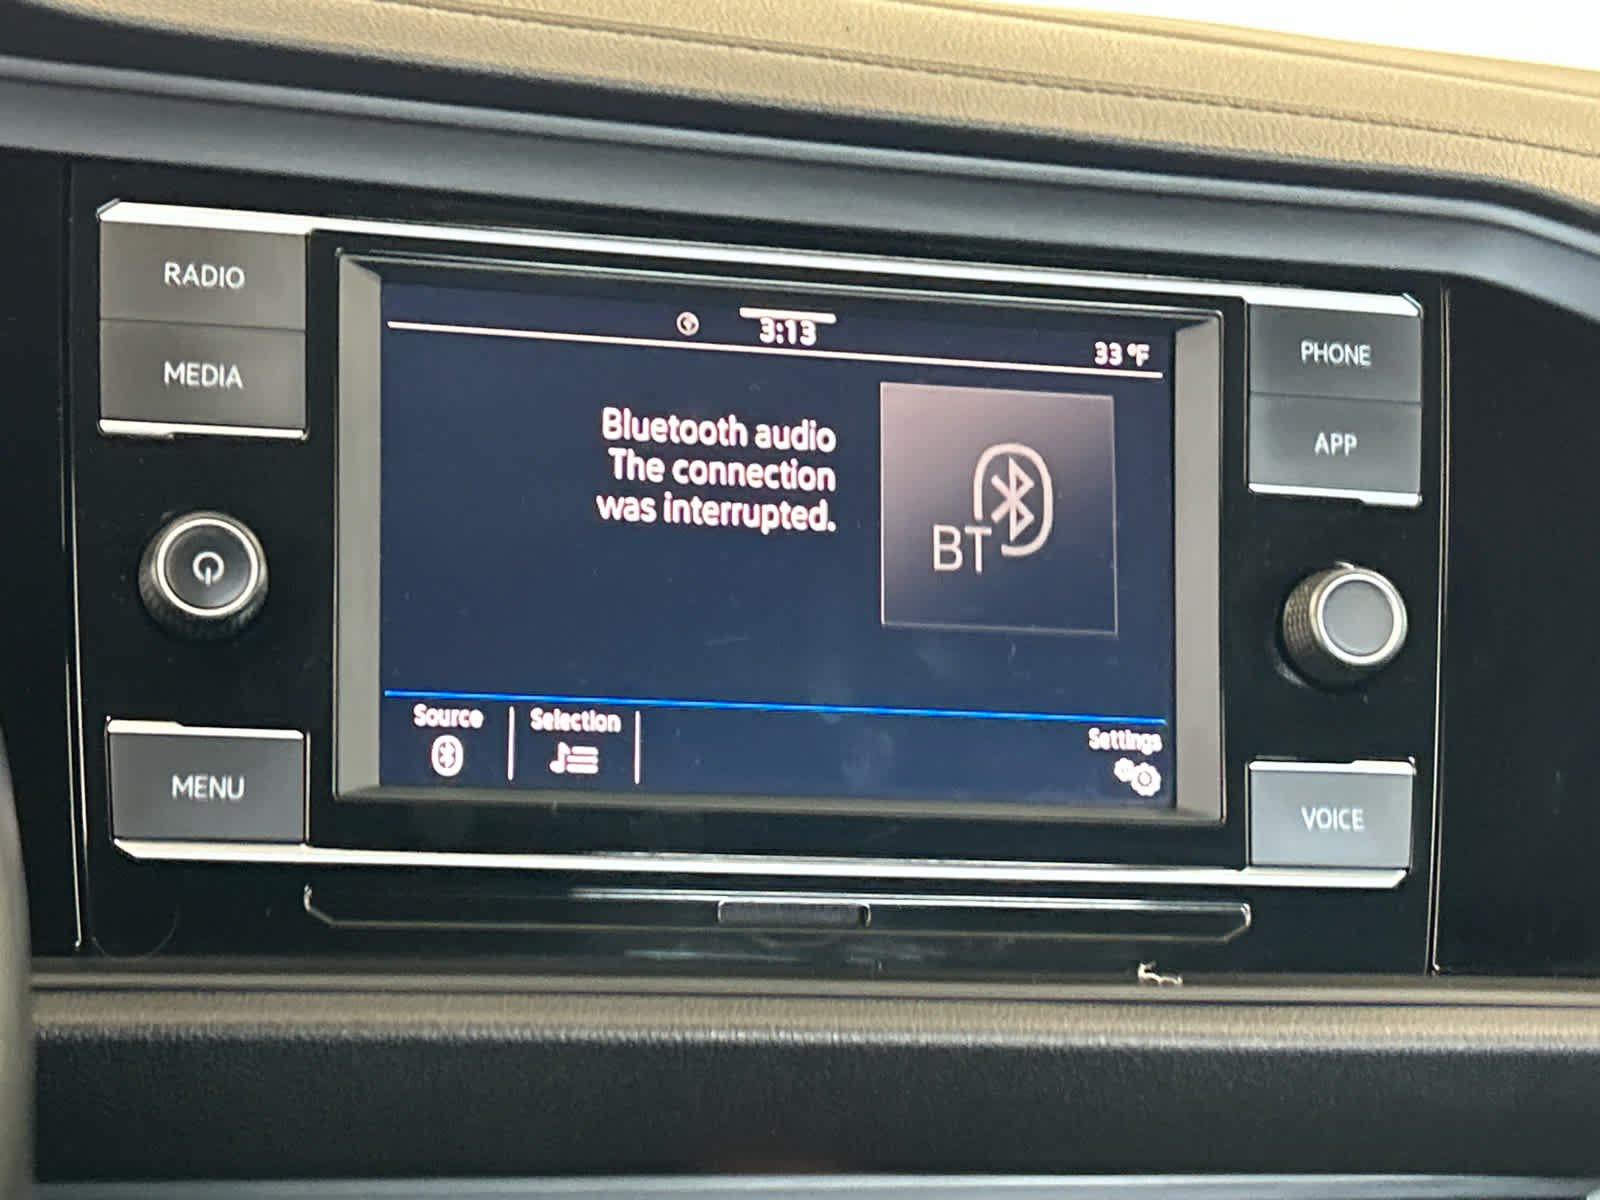 RADIO
MEDIA
3:13
33 °F
PHONE
APP
Bluetooth audio
The connection
was interrupted.
BT
Source
Selection
Settings
MENU
VOICE